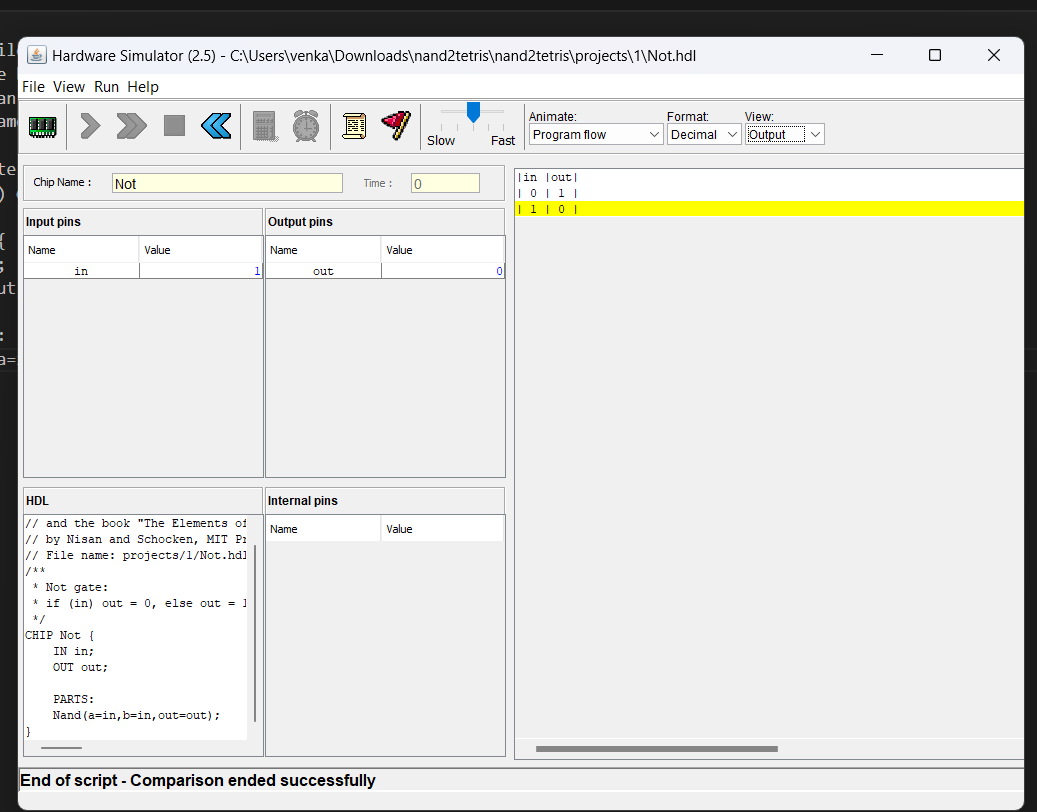 Hardware Simulator (2.5) - C:\Users\venka\Downloads\nand2tetris\nand2tetris\projects\1\Not.hdl
File View Run Help
Slow Fast
Animate: Format: View:
Program flow Decimal Output
Chip Name : Not Time : 0
Input pins
Name Value
in 1
Output pins
Name Value
out 0
|in |out|
| 0 | 1 |
| 1 | 0 |
HDL
// and the book "The Elements of
// by Nisan and Schocken, MIT Pr
// File name: projects/1/Not.hdl
/**
* Not gate:
* if (in) out = 0, else out = 1
*/
CHIP Not {
IN in;
OUT out;
PARTS:
Nand(a=in,b=in,out=out);
}
Internal pins
Name Value
End of script - Comparison ended successfully